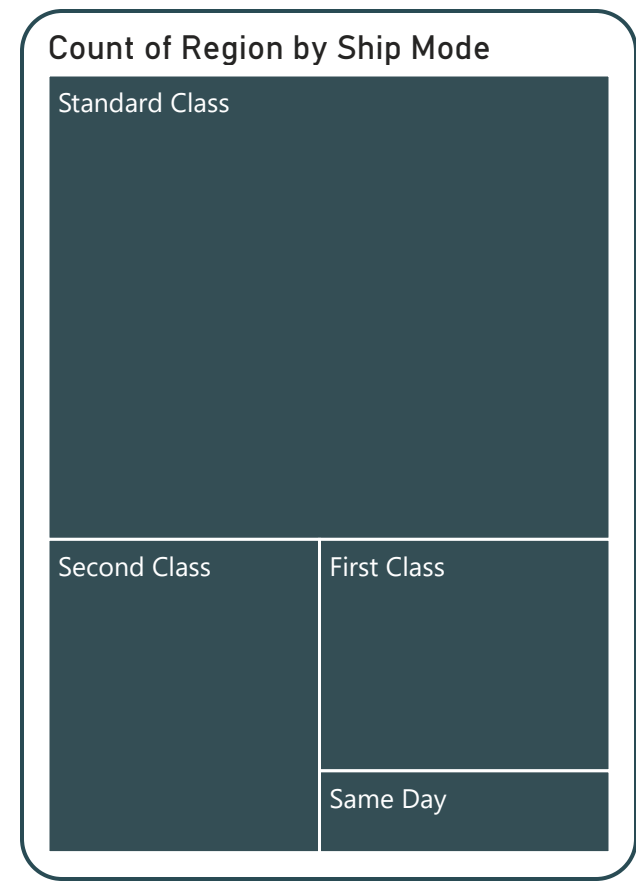 Count of Region by Ship Mode
Standard Class
Second Class
First Class
Same Day